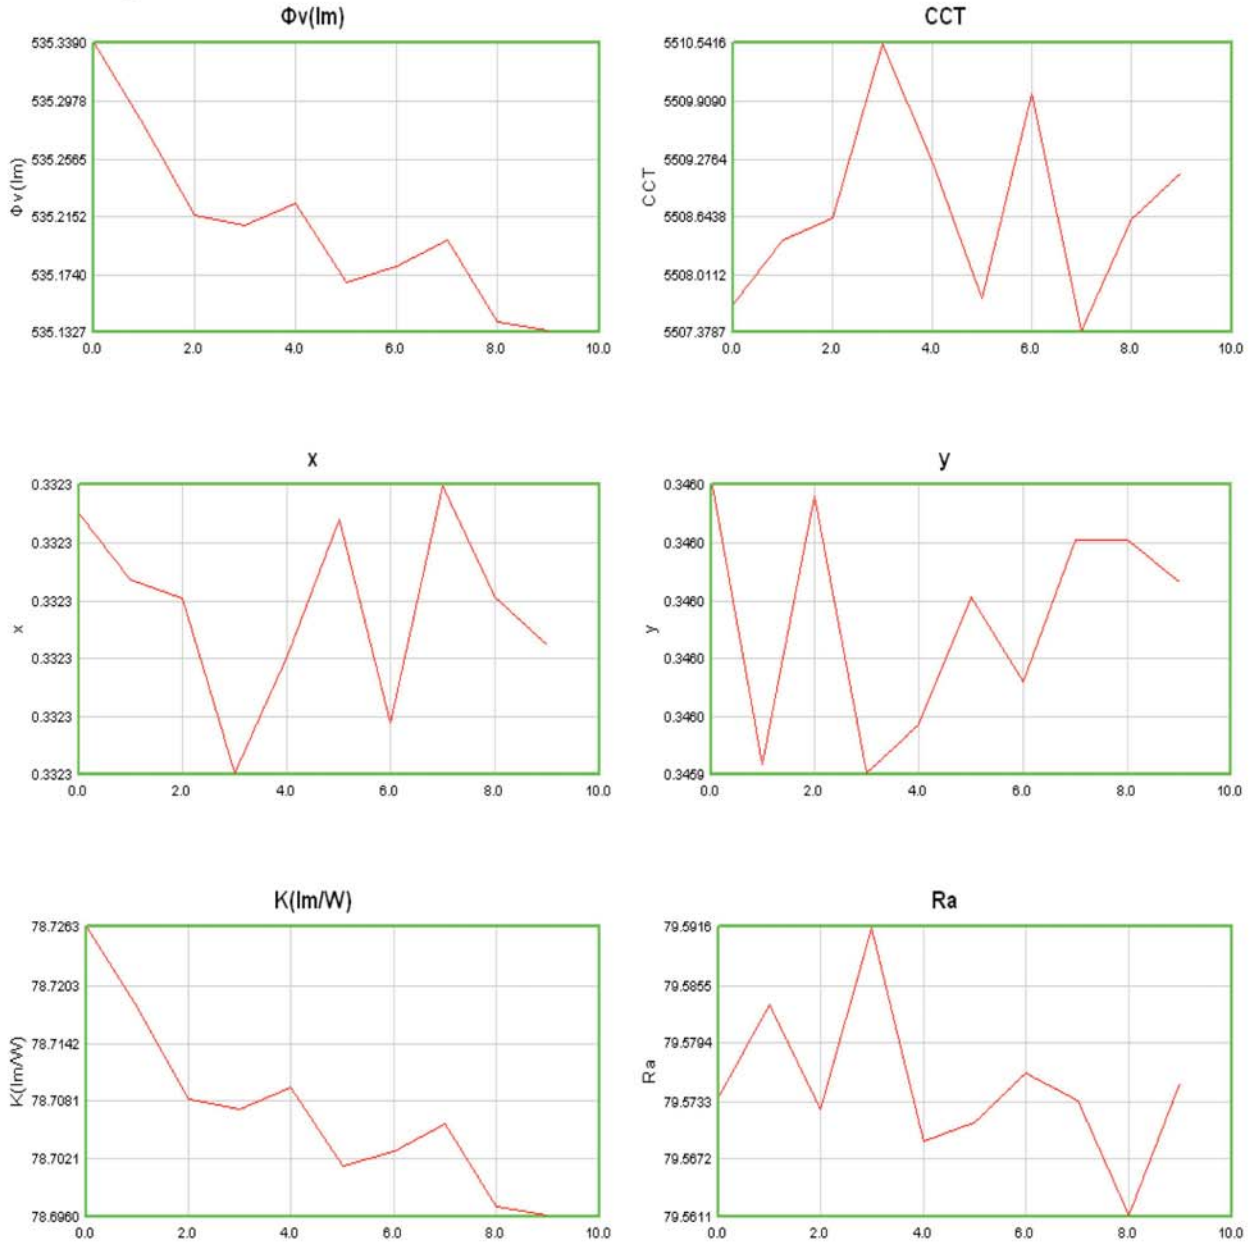 Φv(lm)
535.3390
535.2978
535.2565
535.2152
535.1740
535.1327
Φv(lm)
0.0 2.0 4.0 6.0 8.0 10.0
CCT
5510.5416
5509.9090
5509.2764
5508.6438
5508.0112
5507.3787
CCT
0.0 2.0 4.0 6.0 8.0 10.0
x
0.3323
0.3323
0.3323
0.3323
0.3323
0.3323
x
0.0 2.0 4.0 6.0 8.0 10.0
y
0.3460
0.3460
0.3460
0.3460
0.3460
0.3459
y
0.0 2.0 4.0 6.0 8.0 10.0
K(lm/W)
78.7263
78.7203
78.7142
78.7081
78.7021
78.6960
K(lm/W)
0.0 2.0 4.0 6.0 8.0 10.0
Ra
79.5916
79.5855
79.5794
79.5733
79.5672
79.5611
Ra
0.0 2.0 4.0 6.0 8.0 10.0